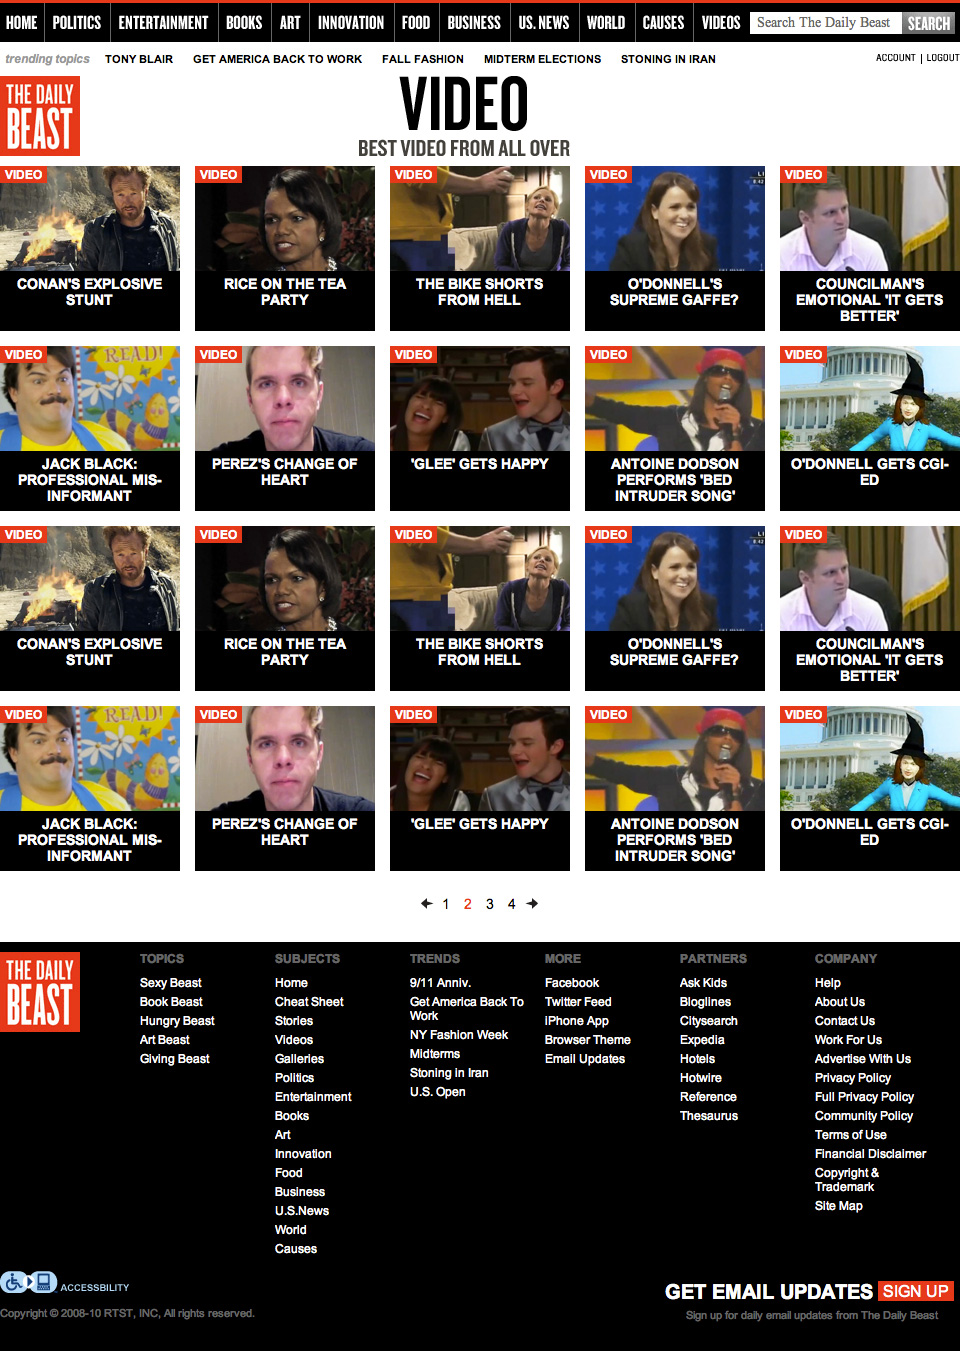 HOME POLITICS ENTERTAINMENT BOOKS ART INNOVATION FOOD BUSINESS U.S. NEWS WORLD CAUSES VIDEOS Search The Daily Beast SEARCH
trending topics TONY BLAIR GET AMERICA BACK TO WORK FALL FASHION MIDTERM ELECTIONS STONING IN IRAN ACCOUNT | LOGOUT
THE DAILY
BEAST
VIDEO
BEST VIDEO FROM ALL OVER
VIDEO VIDEO VIDEO VIDEO VIDEO
CONAN'S EXPLOSIVE
STUNT
RICE ON THE TEA
PARTY
THE BIKE SHORTS
FROM HELL
O'DONNELL'S
SUPREME GAFFE?
COUNCILMAN'S
EMOTIONAL 'IT GETS
BETTER'
VIDEO VIDEO VIDEO VIDEO VIDEO
READ!
JACK BLACK:
PROFESSIONAL MIS-
INFORMANT
PEREZ'S CHANGE OF
HEART
'GLEE' GETS HAPPY
ANTOINE DODSON
PERFORMS 'BED
INTRUDER SONG'
O'DONNELL GETS CGI-
ED
VIDEO VIDEO VIDEO VIDEO VIDEO
CONAN'S EXPLOSIVE
STUNT
RICE ON THE TEA
PARTY
THE BIKE SHORTS
FROM HELL
O'DONNELL'S
SUPREME GAFFE?
COUNCILMAN'S
EMOTIONAL 'IT GETS
BETTER'
VIDEO VIDEO VIDEO VIDEO VIDEO
READ!
JACK BLACK:
PROFESSIONAL MIS-
INFORMANT
PEREZ'S CHANGE OF
HEART
'GLEE' GETS HAPPY
ANTOINE DODSON
PERFORMS 'BED
INTRUDER SONG'
O'DONNELL GETS CGI-
ED
1 2 3 4
THE DAILY
BEAST
TOPICS
Sexy Beast
Book Beast
Hungry Beast
Art Beast
Giving Beast
SUBJECTS
Home
Cheat Sheet
Stories
Videos
Galleries
Politics
Entertainment
Books
Art
Innovation
Food
Business
U.S.News
World
Causes
TRENDS
9/11 Anniv.
Get America Back To
Work
NY Fashion Week
Midterms
Stoning in Iran
U.S. Open
MORE
Facebook
Twitter Feed
iPhone App
Browser Theme
Email Updates
PARTNERS
Ask Kids
Bloglines
Citysearch
Expedia
Hotels
Hotwire
Reference
Thesaurus
COMPANY
Help
About Us
Contact Us
Work For Us
Advertise With Us
Privacy Policy
Full Privacy Policy
Community Policy
Terms of Use
Financial Disclaimer
Copyright &
Trademark
Site Map
ACCESSBILITY
Copyright © 2008-10 RTST, INC, All rights reserved.
GET EMAIL UPDATES SIGN UP
Sign up for daily email updates from The Daily Beast